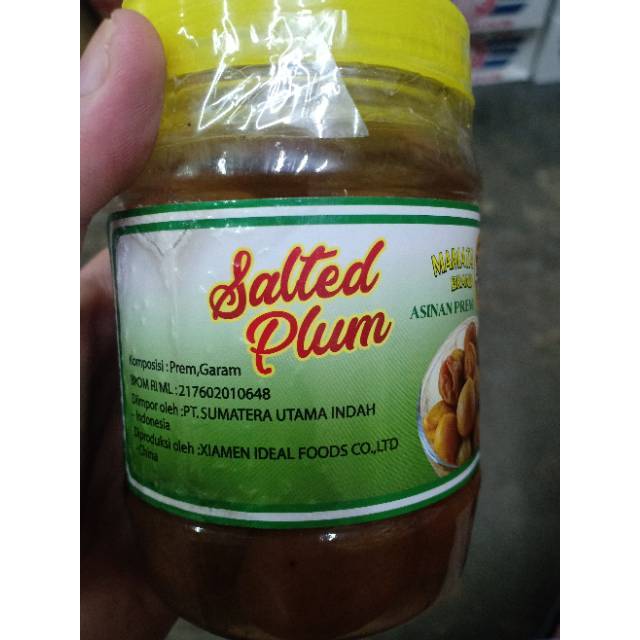 Salted
Plum
Komposisi : Prem,Garam
BPOM RI ML :217602010648
Diimpor oleh :PT. SUMATERA UTAMA INDAH
- Indonesia
Diproduksi oleh :XIAMEN IDEAL FOODS CO.,LTD
-China
BRAND
ASINAN PREM